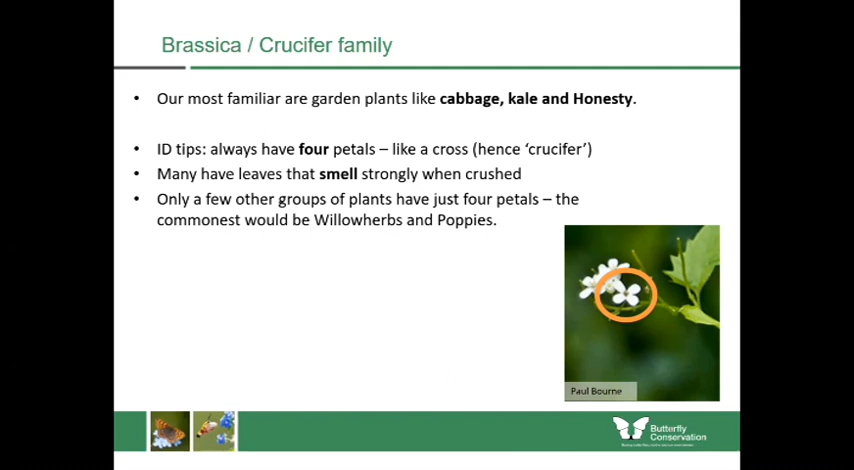 Brassica / Crucifer family
• Our most familiar are garden plants like cabbage, kale and Honesty.
• ID tips: always have four petals – like a cross (hence ‘crucifer’)
• Many have leaves that smell strongly when crushed
• Only a few other groups of plants have just four petals – the
commonest would be Willowherbs and Poppies.
Paul Bourne
Butterfly
Conservation